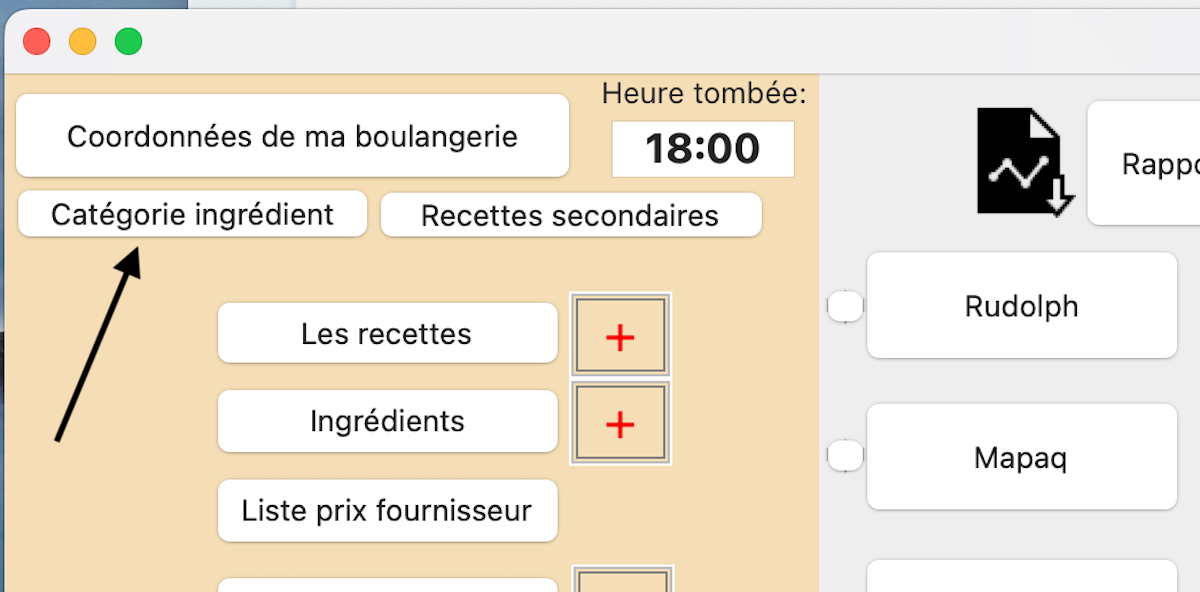 Coordonnées de ma boulangerie
Heure tombée:
18:00
Catégorie ingrédient
Recettes secondaires
Les recettes
+
Ingrédients
+
Liste prix fournisseur
Rudolph
Mapaq